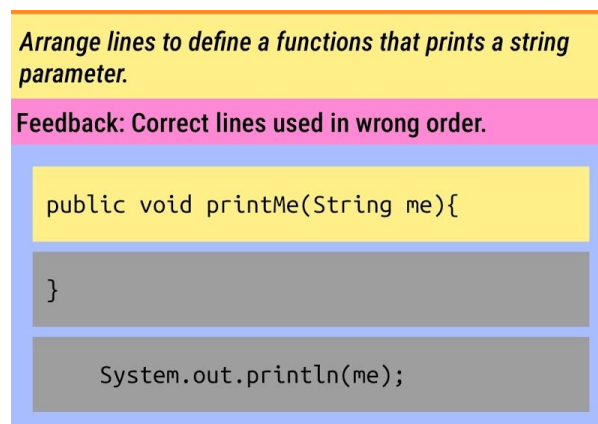 Arrange lines to define a functions that prints a string
parameter.
Feedback: Correct lines used in wrong order.
public void printMe(String me){
}
System.out.println(me);